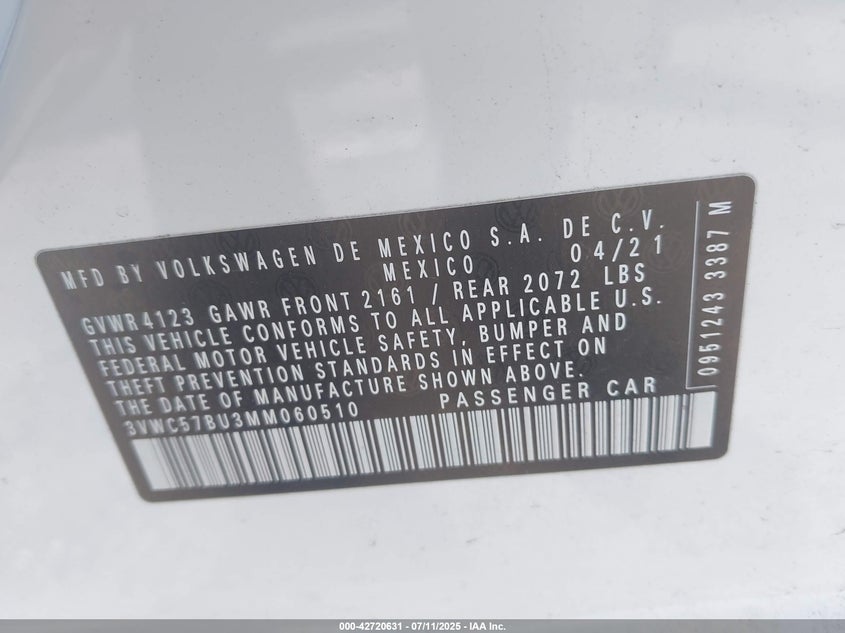 MFD BY VOLKSWAGEN DE MEXICO S.A. DE C.V.
MEXICO 04/21
GVWR 4123 GAWR FRONT 2161 / REAR 2072 LBS
THIS VEHICLE CONFORMS TO ALL APPLICABLE U.S.
FEDERAL MOTOR VEHICLE SAFETY, BUMPER AND
THEFT PREVENTION STANDARDS IN EFFECT ON
THE DATE OF MANUFACTURE SHOWN ABOVE.
3VWC57BU3MM060510 PASSENGER CAR
0951243 3387 M
000-42720631 - 07/11/2025 - IAA Inc.